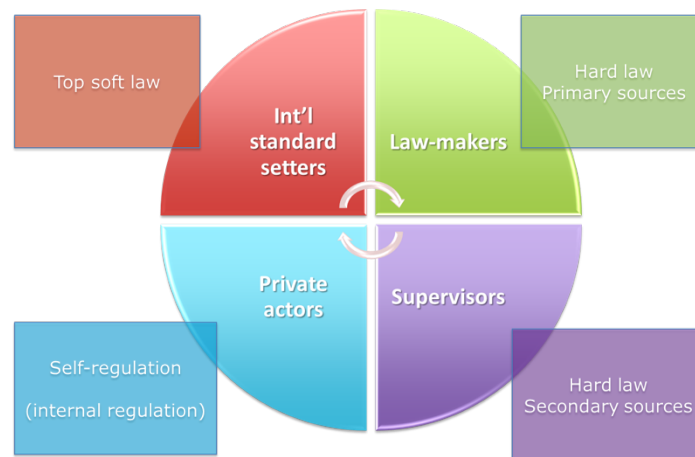 Top soft law
Int’l
standard
setters
Law-makers
Hard law
Primary sources
Private
actors
Supervisors
Self-regulation
(internal regulation)
Hard law
Secondary sources